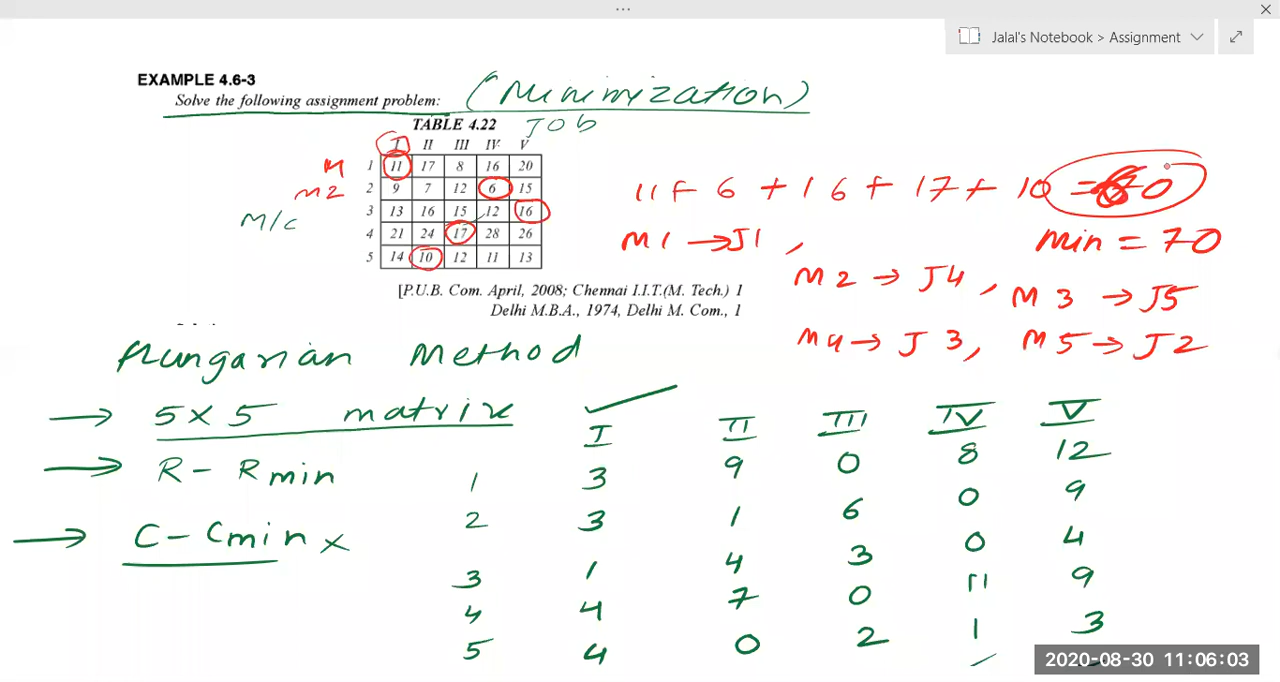 ...
Jalal's Notebook > Assignment
EXAMPLE 4.6-3
Solve the following assignment problem: (Minimization)
TABLE 4.22 JOB
I II III IV V
M 1 11 17 8 16 20
M2 2 9 7 12 6 15
M/C 3 13 16 15 12 16
4 21 24 17 28 26
5 14 10 12 11 13
11 + 6 + 16 + 17 + 10 = 60
M1 → J1,
min = 70
M2 → J4,
M3 → J5
M4 → J3,
M5 → J2
[P.U.B. Com. April, 2008; Chennai I.I.T.(M. Tech.) 1
Delhi M.B.A., 1974, Delhi M. Com., 1
Hungarian Method
→ 5×5 matrix
→ R - Rmin
→ C - Cmin ×
I II III IV V
1 3 9 0 8 12
2 3 1 6 0 9
3 1 4 3 0 4
4 4 7 0 11 9
5 4 0 2 1 3
2020-08-30 11:06:03